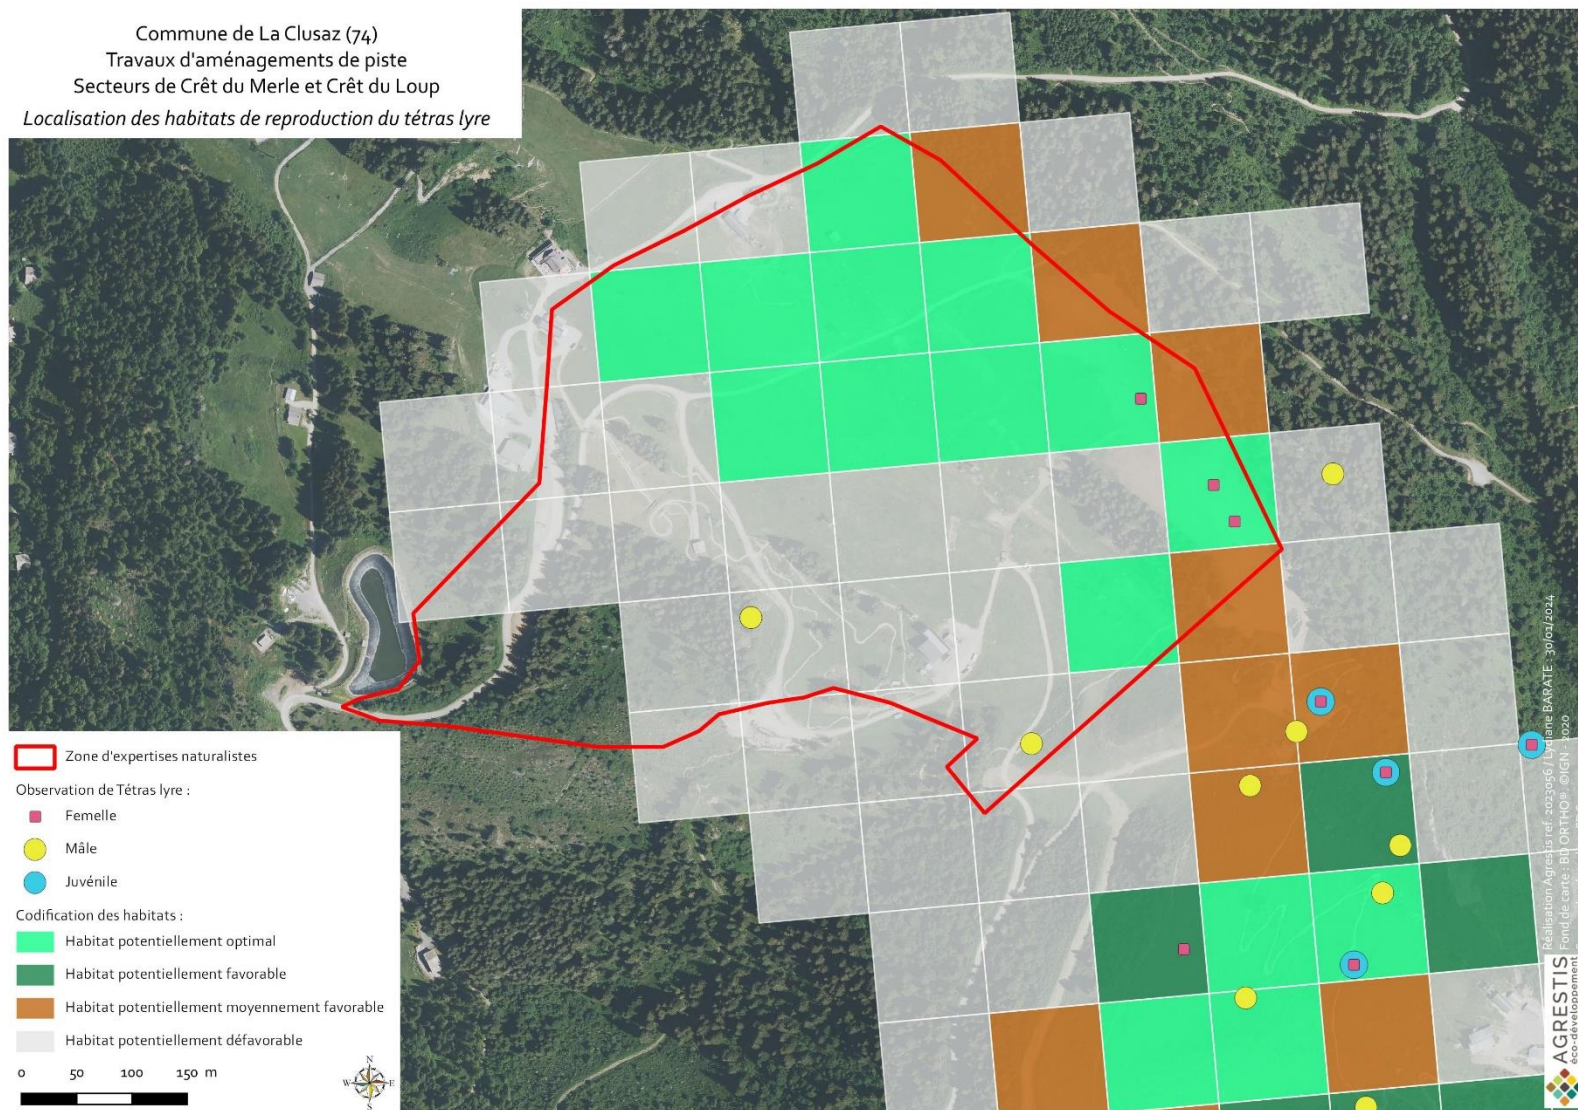 Commune de La Clusaz (74)
Travaux d'aménagements de piste
Secteurs de Crêt du Merle et Crêt du Loup
Localisation des habitats de reproduction du tétras lyre
Zone d'expertises naturalistes
Observation de Tétras lyre :
Femelle
Mâle
Juvénile
Codification des habitats :
Habitat potentiellement optimal
Habitat potentiellement favorable
Habitat potentiellement moyennement favorable
Habitat potentiellement défavorable
0 50 100 150 m
N
W E
S
Réalisation Agrestis ref. 2023056 / Lydiane BARATE - 30/01/2024
Fond de carte : BD ORTHO® ©IGN - 2020
AGRESTIS
éco-développement